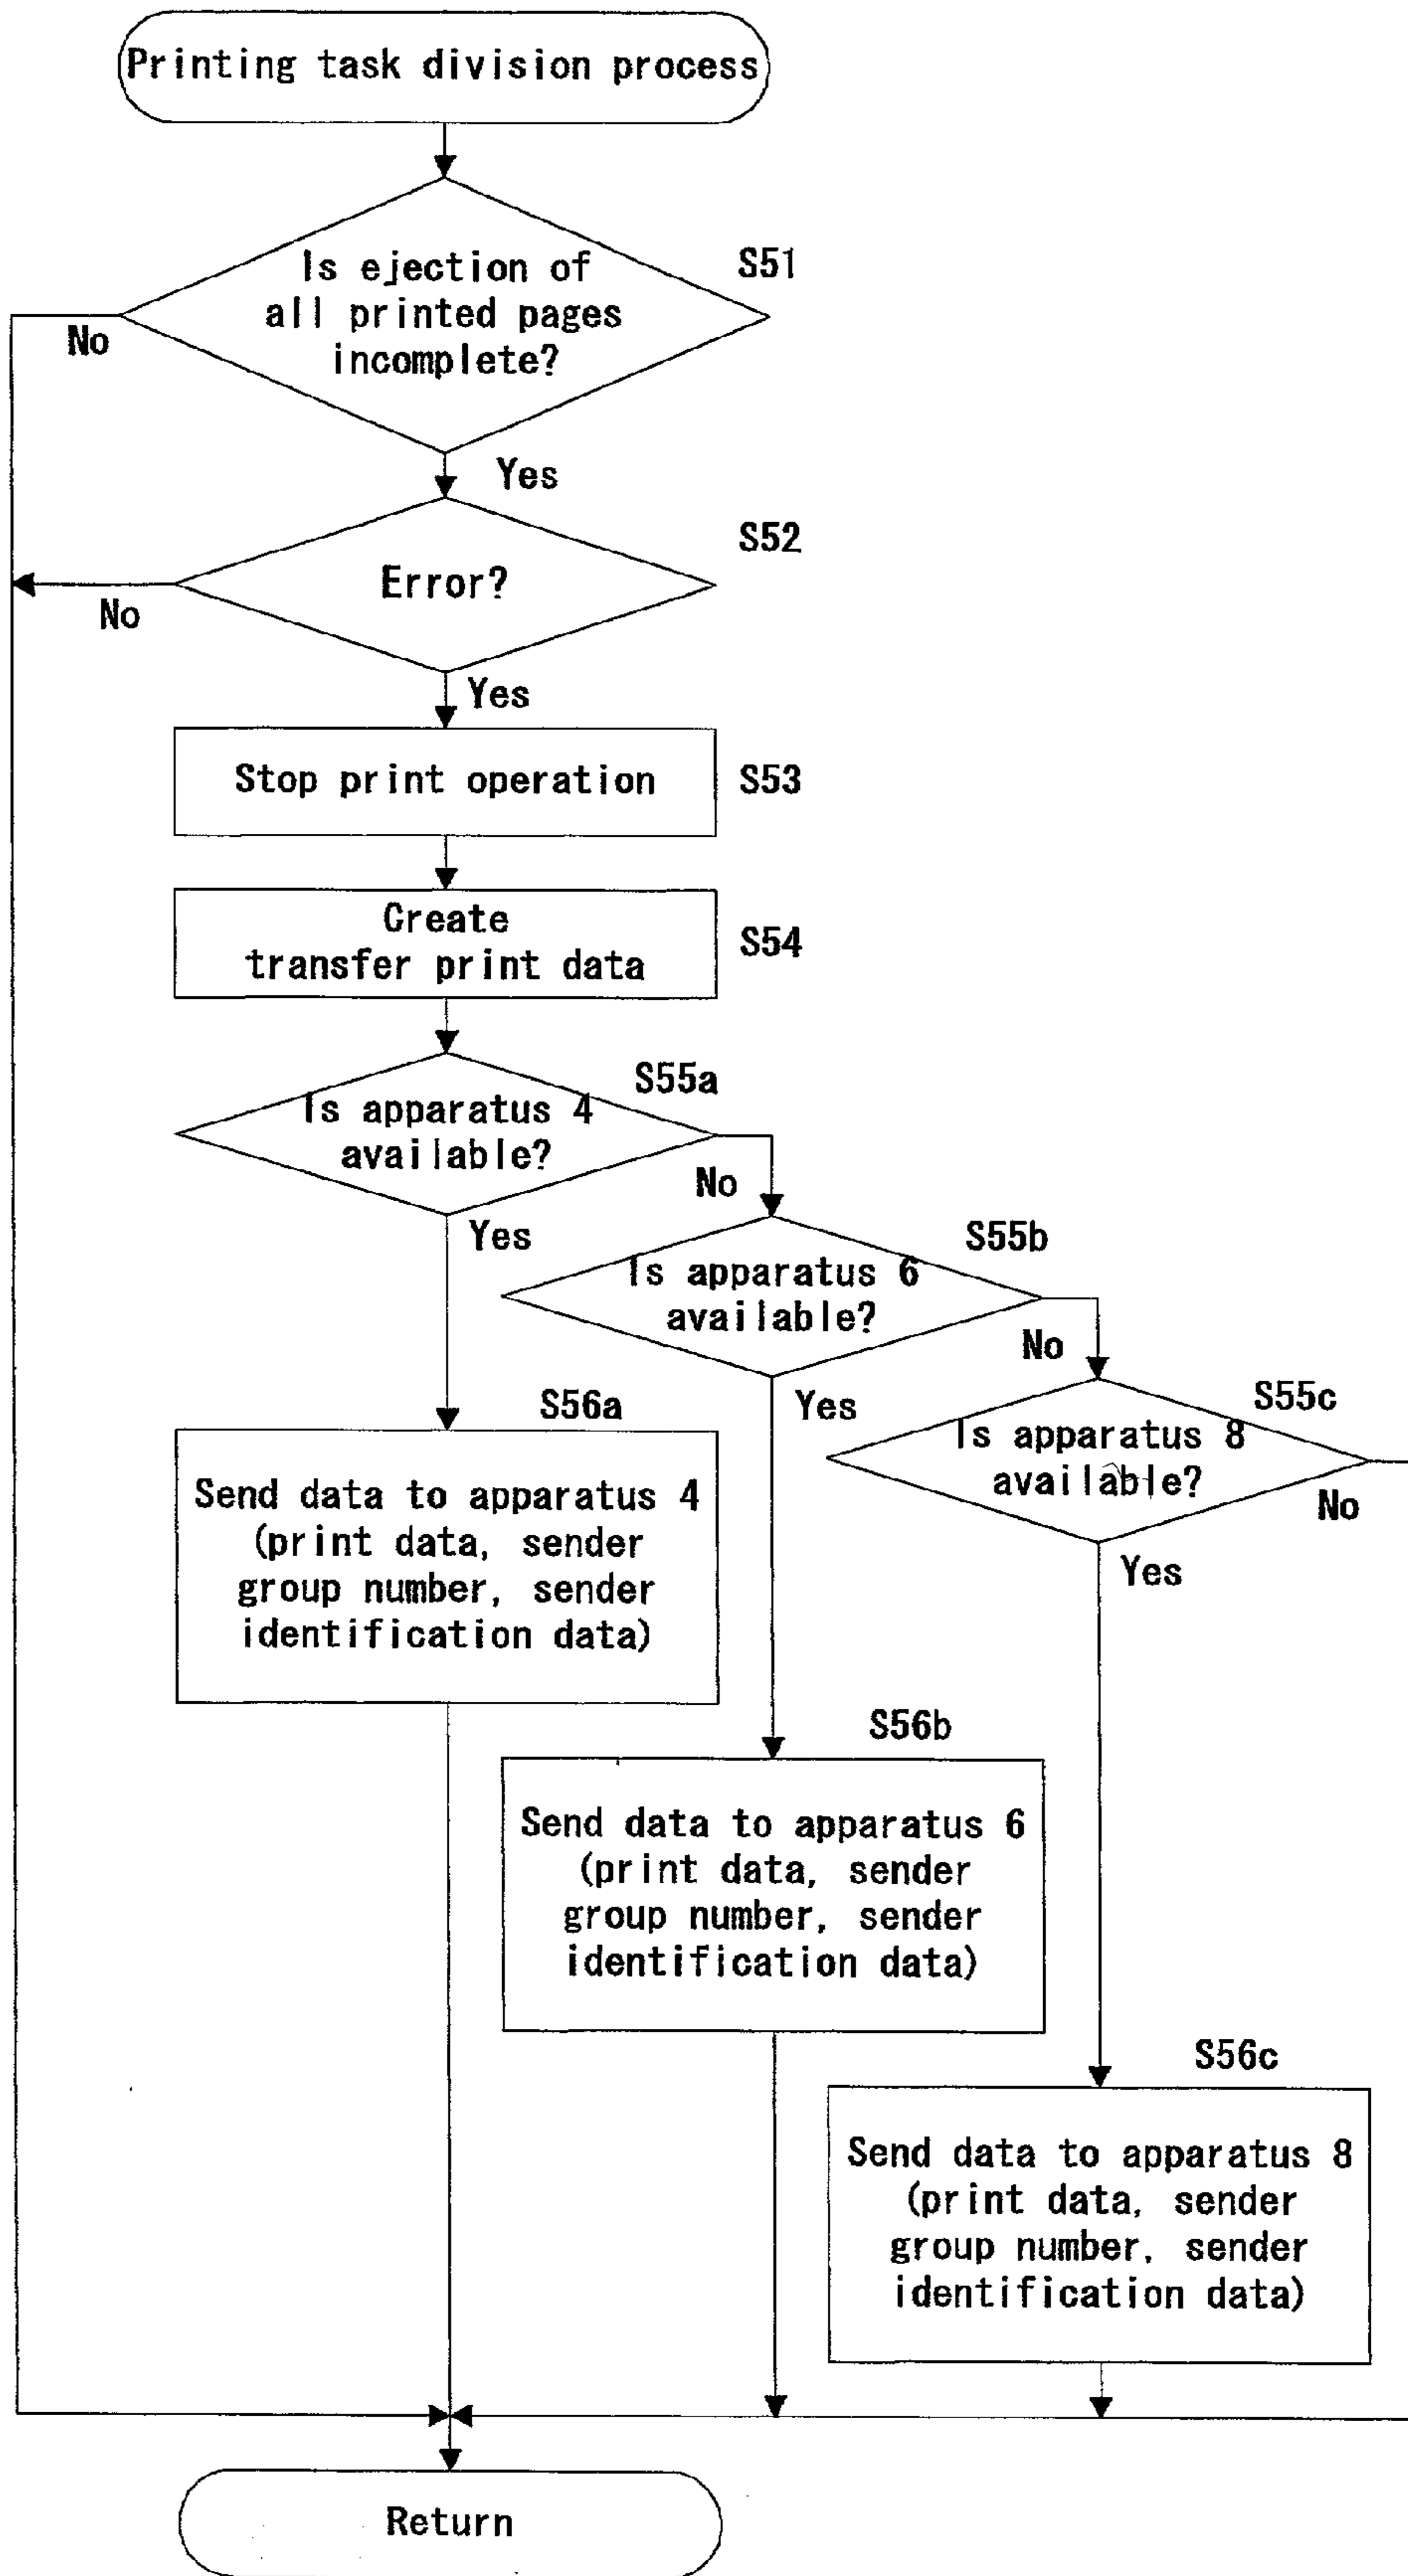 Printing task division process
S51
Is ejection of
all printed pages
incomplete?
No
Yes
S52
Error?
No
Yes
Stop print operation
S53
Create
transfer print data
S54
S55a
Is apparatus 4
available?
No
Yes
S55b
Is apparatus 6
available?
No
Yes
S55c
Is apparatus 8
available?
No
Yes
S56a
Send data to apparatus 4
(print data, sender
group number, sender
identification data)
S56b
Send data to apparatus 6
(print data, sender
group number, sender
identification data)
S56c
Send data to apparatus 8
(print data, sender
group number, sender
identification data)
Return